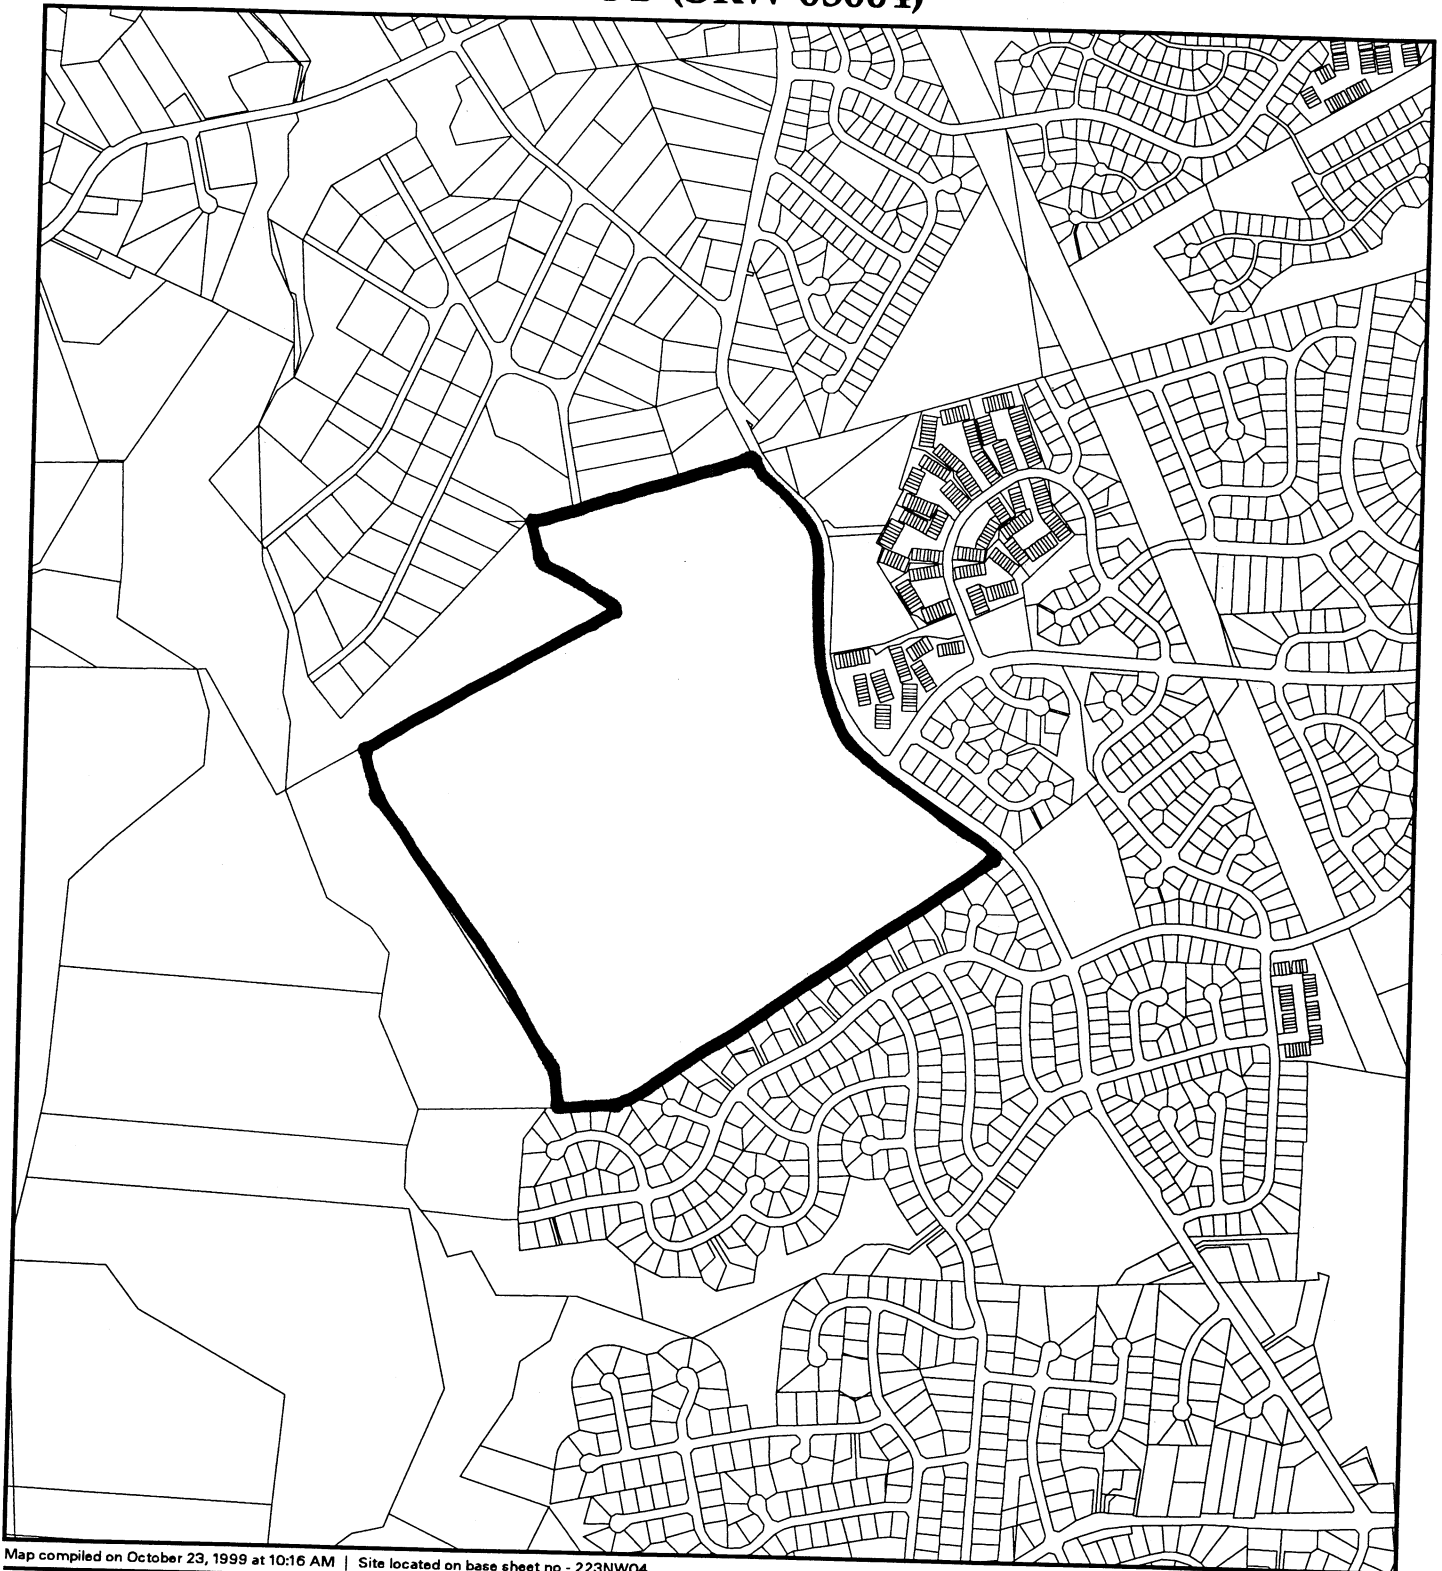 Map compiled on October 23, 1999 at 10:16 AM | Site located on base sheet no - 223NW04